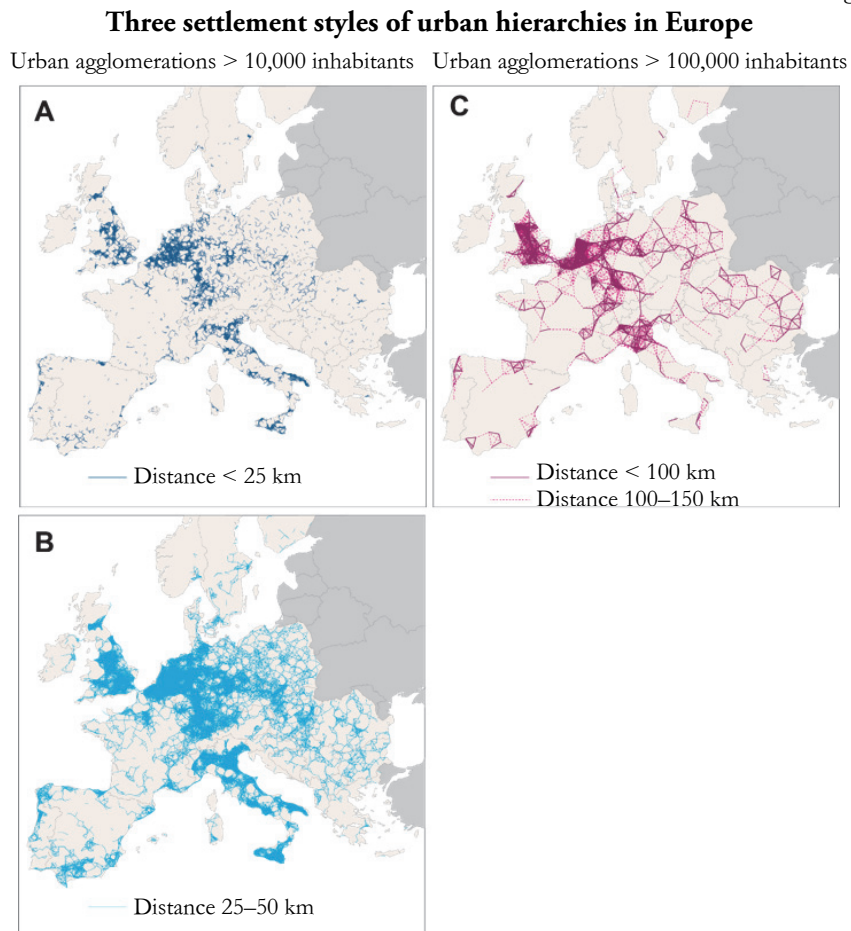 Three settlement styles of urban hierarchies in Europe
Urban agglomerations > 10,000 inhabitants
Urban agglomerations > 100,000 inhabitants
A
C
Distance < 25 km
Distance < 100 km
Distance 100–150 km
B
Distance 25–50 km